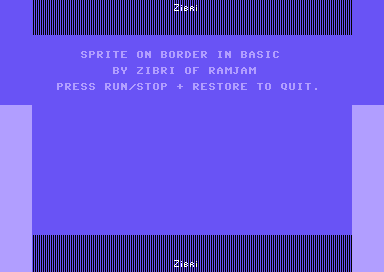 Zibri
SPRITE ON BORDER IN BASIC
BY ZIBRI OF RAMJAM
PRESS RUN/STOP + RESTORE TO QUIT.
Zibri